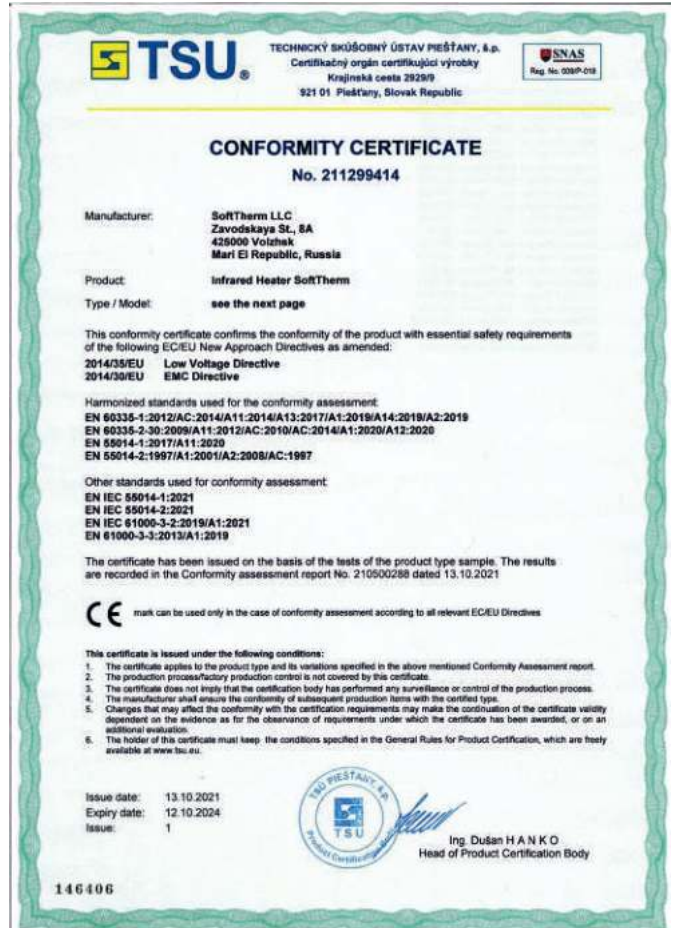 TSU®
TECHNICKÝ SKÚŠOBNÝ ÚSTAV PIEŠŤANY, š.p.
Certifikačný orgán certifikujúci výrobky
Krajinská cesta 2929/9
921 01 Piešťany, Slovak Republic
SNAS
Reg. No. 009/P-018
CONFORMITY CERTIFICATE
No. 211299414
Manufacturer: SoftTherm LLC
Zavodskaya St., 8A
425000 Volzhsk
Mari El Republic, Russia
Product: Infrared Heater SoftTherm
Type / Model: see the next page
This conformity certificate confirms the conformity of the product with essential safety requirements
of the following EC/EU New Approach Directives as amended:
2014/35/EU Low Voltage Directive
2014/30/EU EMC Directive
Harmonized standards used for the conformity assessment:
EN 60335-1:2012/AC:2014/A11:2014/A13:2017/A1:2019/A14:2019/A2:2019
EN 60335-2-30:2009/A11:2012/AC:2010/AC:2014/A1:2020/A12:2020
EN 55014-1:2017/A11:2020
EN 55014-2:1997/A1:2001/A2:2008/AC:1997
Other standards used for conformity assessment:
EN IEC 55014-1:2021
EN IEC 55014-2:2021
EN IEC 61000-3-2:2019/A1:2021
EN 61000-3-3:2013/A1:2019
The certificate has been issued on the basis of the tests of the product type sample. The results
are recorded in the Conformity assessment report No. 210500288 dated 13.10.2021
CE mark can be used only in the case of conformity assessment according to all relevant EC/EU Directives
This certificate is issued under the following conditions:
1. The certificate applies to the product type and its variations specified in the above mentioned Conformity Assessment report.
2. The production process/factory production control is not covered by this certificate.
3. The certificate does not imply that the certification body has performed any surveillance or control of the production process.
4. The manufacturer shall ensure the conformity of subsequent production items with the certified type.
5. Changes that may affect the conformity with the certification requirements may make the continuation of the certificate validity
dependent on the evidence as for the observance of requirements under which the certificate has been awarded, or on an
additional evaluation.
6. The holder of this certificate must keep the conditions specified in the General Rules for Product Certification, which are freely
available at www.tsu.eu.
Issue date: 13.10.2021
Expiry date: 12.10.2024
Issue: 1
TSÚ PIEŠŤANY, š.p.
TSU
Product Certification Body
Ing. Dušan H A N K O
Head of Product Certification Body
146406